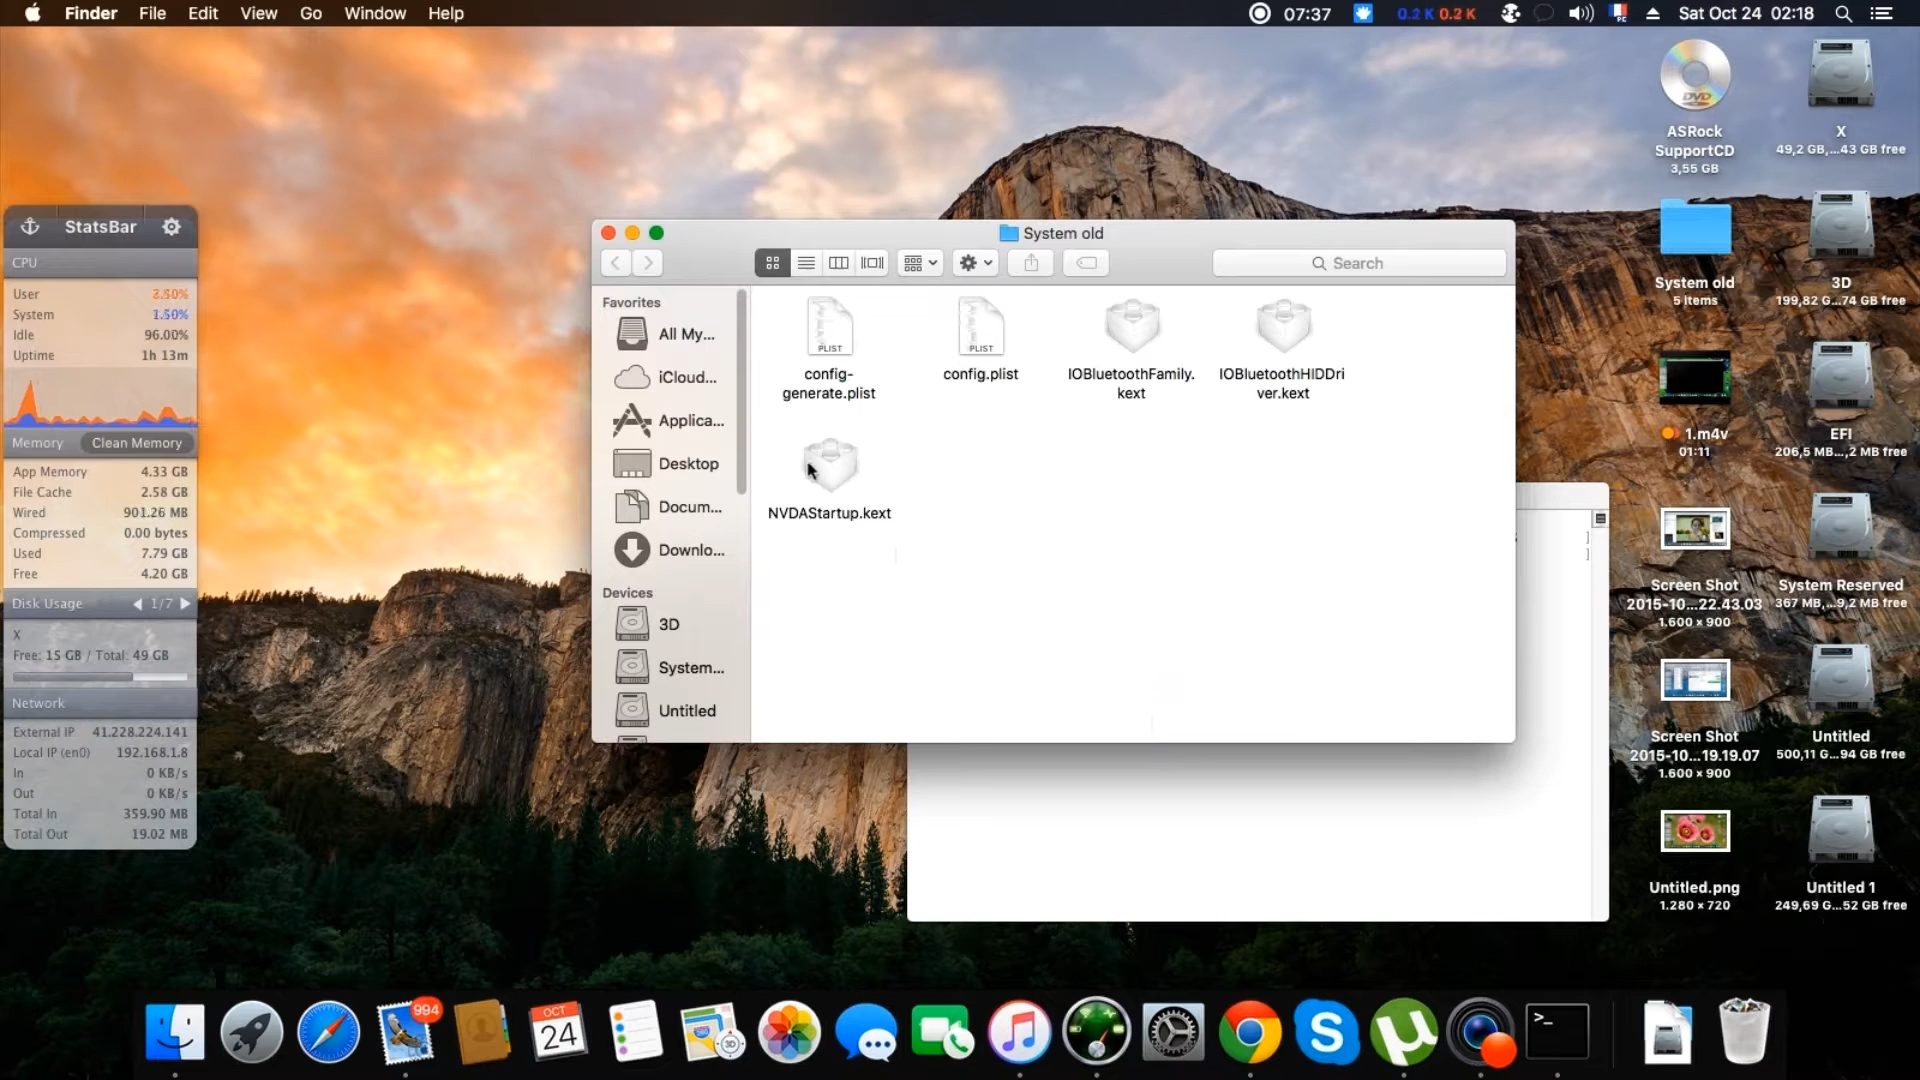 Finder File Edit View Go Window Help
07:37 0.2 K 0.2 K Sat Oct 24 02:18
StatsBar
CPU
User 2.50%
System 1.50%
Idle 96.00%
Uptime 1h 13m
Memory Clean Memory
App Memory 4.33 GB
File Cache 2.58 GB
Wired 901.26 MB
Compressed 0.00 bytes
Used 7.79 GB
Free 4.20 GB
Disk Usage 1/7
X
Free: 15 GB / Total: 49 GB
Network
External IP 41.228.224.141
Local IP (en0) 192.168.1.8
In 0 KB/s
Out 0 KB/s
Total In 359.90 MB
Total Out 19.02 MB
System old
Search
Favorites
All My...
iCloud...
Applica...
Desktop
Docum...
Downlo...
Devices
3D
System...
Untitled
PLIST
config-
generate.plist
PLIST
config.plist
IOBluetoothFamily.
kext
IOBluetoothHIDDri
ver.kext
NVDAStartup.kext
DVD
ASRock
SupportCD
3,55 GB
System old
5 items
1.m4v
01:11
Screen Shot
2015-10...22.43.03
1.600 × 900
Screen Shot
2015-10...19.19.07
1.600 × 900
Untitled.png
1.280 × 720
X
49,2 GB,...43 GB free
3D
199,82 G...74 GB free
EFI
206,5 MB...,2 MB free
System Reserved
367 MB,...9,2 MB free
Untitled
500,11 G...94 GB free
Untitled 1
249,69 G...52 GB free
994
OCT
24
3D
S
µ
>_